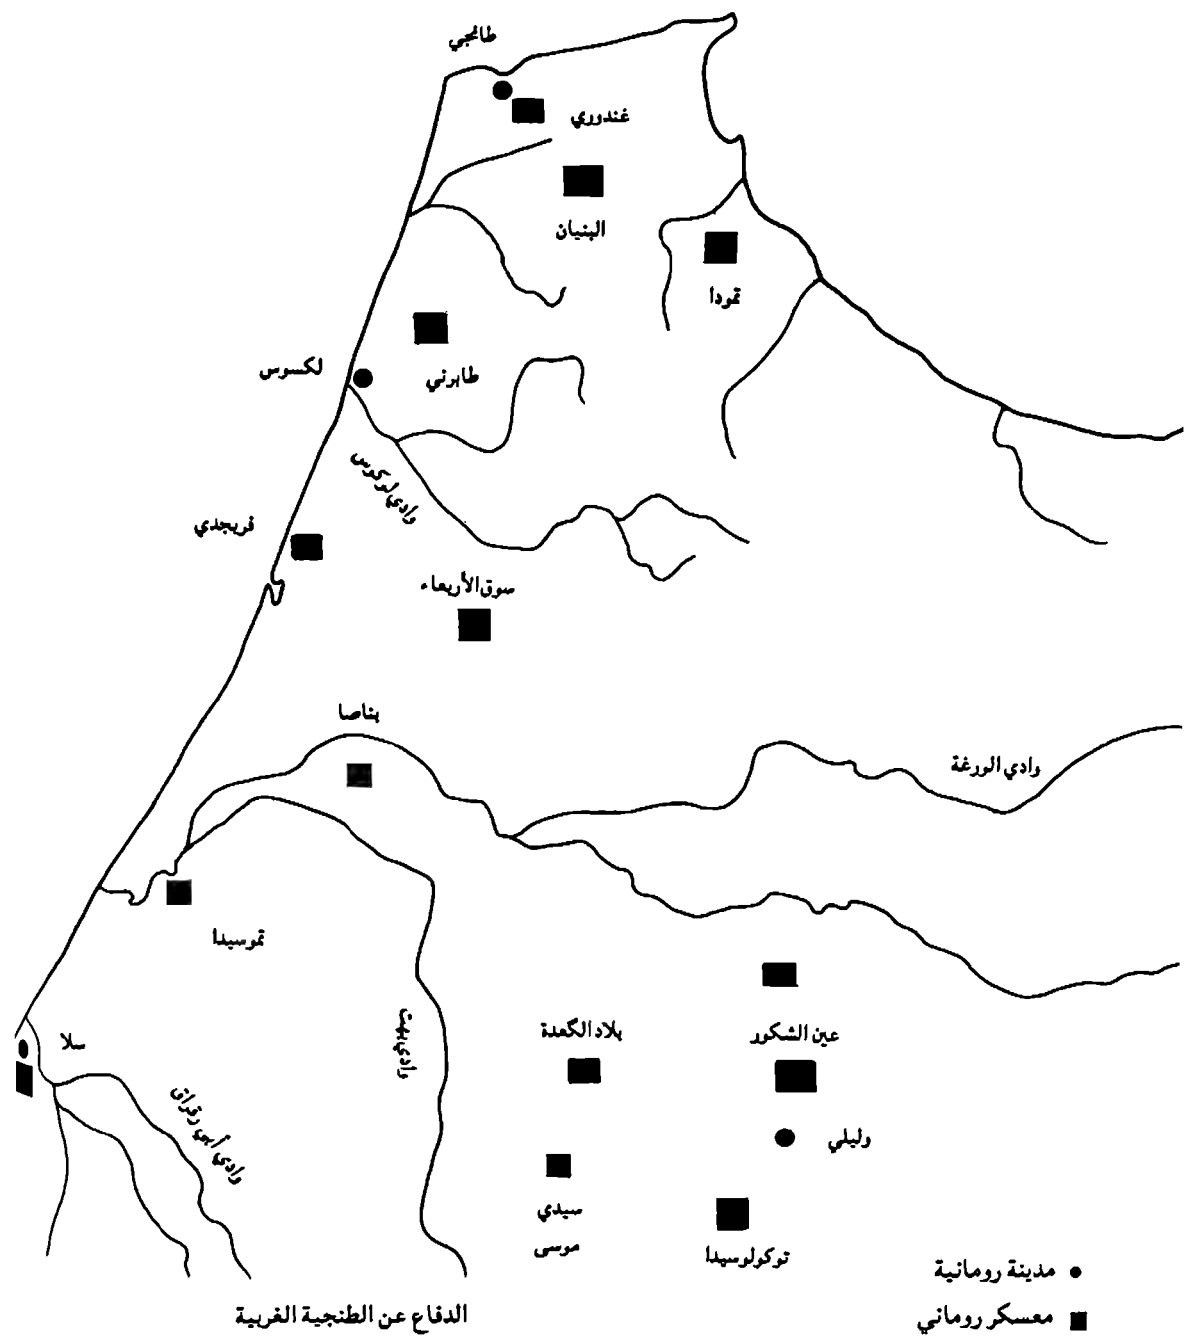 طانجي
غندوري
البنيان
تمودا
طابرني
لكسوس
وادي لوكوس
فريجدي
سوق الأربعاء
بناصا
وادي الورغة
تموسيدا
وادي بهت
سلا
وادي أبي رقراق
بلاد الگعدة
عين الشكور
وليلي
سيدي
موسى
توكولوسيدا
مدينة رومانية
معسكر روماني
الدفاع عن الطنجية الغربية